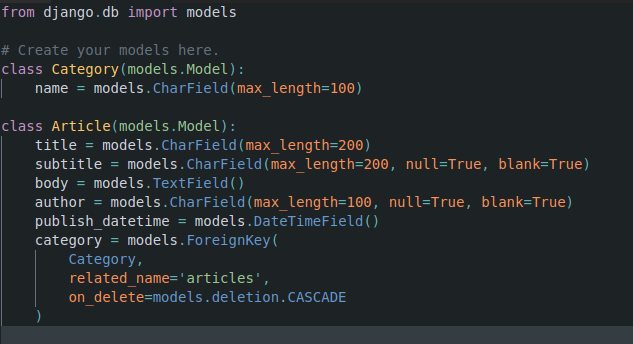 from django.db import models

# Create your models here.
class Category(models.Model):
    name = models.CharField(max_length=100)

class Article(models.Model):
    title = models.CharField(max_length=200)
    subtitle = models.CharField(max_length=200, null=True, blank=True)
    body = models.TextField()
    author = models.CharField(max_length=100, null=True, blank=True)
    publish_datetime = models.DateTimeField()
    category = models.ForeignKey(
        Category,
        related_name='articles',
        on_delete=models.deletion.CASCADE
    )